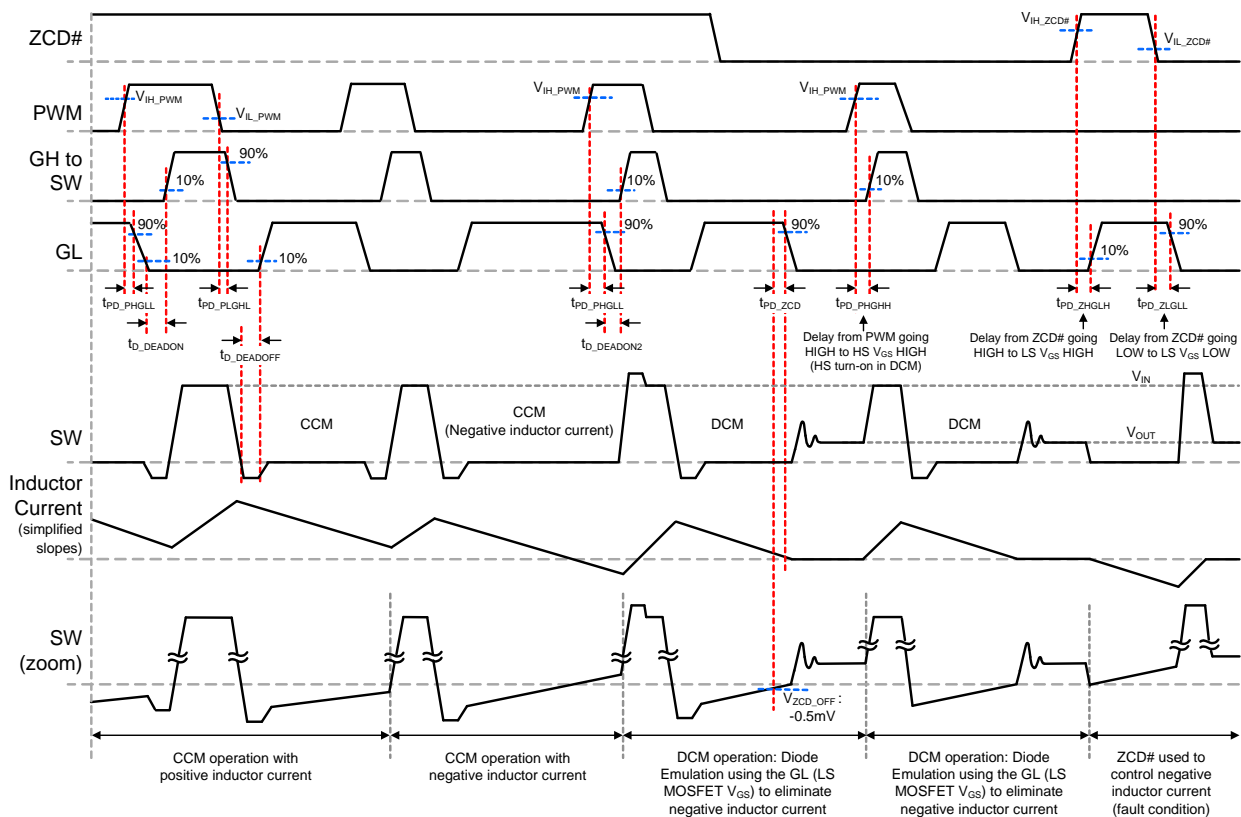 ZCD#
V_IH_ZCD#
V_IL_ZCD#
PWM
V_IH_PWM
V_IL_PWM
V_IH_PWM
V_IH_PWM
GH to
SW
90%
10%
10%
10%
GL
90%
10%
10%
90%
90%
10%
90%
t_PD_PHGLL
t_PD_PLGHL
t_PD_PHGLL
t_PD_ZCD
t_PD_PHGHH
t_PD_ZHGLH
t_PD_ZLGLL
t_D_DEADON
t_D_DEADOFF
t_D_DEADON2
Delay from PWM going
HIGH to HS V_GS HIGH
(HS turn-on in DCM)
Delay from ZCD# going
HIGH to LS V_GS HIGH
Delay from ZCD# going
LOW to LS V_GS LOW
SW
CCM
CCM
(Negative inductor current)
DCM
DCM
V_IN
V_OUT
Inductor
Current
(simplified
slopes)
SW
(zoom)
V_ZCD_OFF :
-0.5mV
CCM operation with
positive inductor current
CCM operation with
negative inductor current
DCM operation: Diode
Emulation using the GL (LS
MOSFET V_GS) to eliminate
negative inductor current
DCM operation: Diode
Emulation using the GL (LS
MOSFET V_GS) to eliminate
negative inductor current
ZCD# used to
control negative
inductor current
(fault condition)